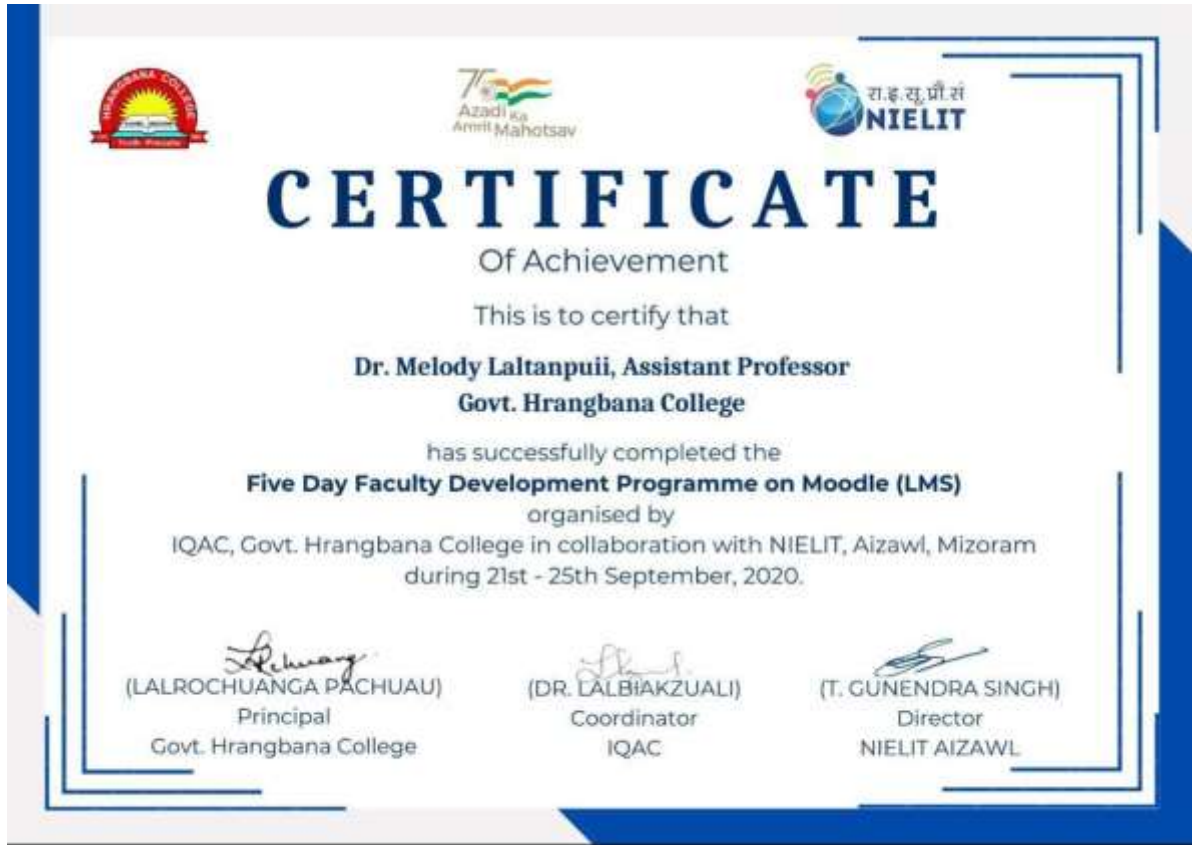 HRANGBANA COLLEGE
Truth Prevails
75
Azadi Ka
Amrit Mahotsav
रा.इ.सू.प्रौ.सं
NIELIT
CERTIFICATE
Of Achievement
This is to certify that
Dr. Melody Laltanpuii, Assistant Professor
Govt. Hrangbana College
has successfully completed the
Five Day Faculty Development Programme on Moodle (LMS)
organised by
IQAC, Govt. Hrangbana College in collaboration with NIELIT, Aizawl, Mizoram
during 21st - 25th September, 2020.
(LALROCHUANGA PACHUAU)
Principal
Govt. Hrangbana College
(DR. LALBIAKZUALI)
Coordinator
IQAC
(T. GUNENDRA SINGH)
Director
NIELIT AIZAWL